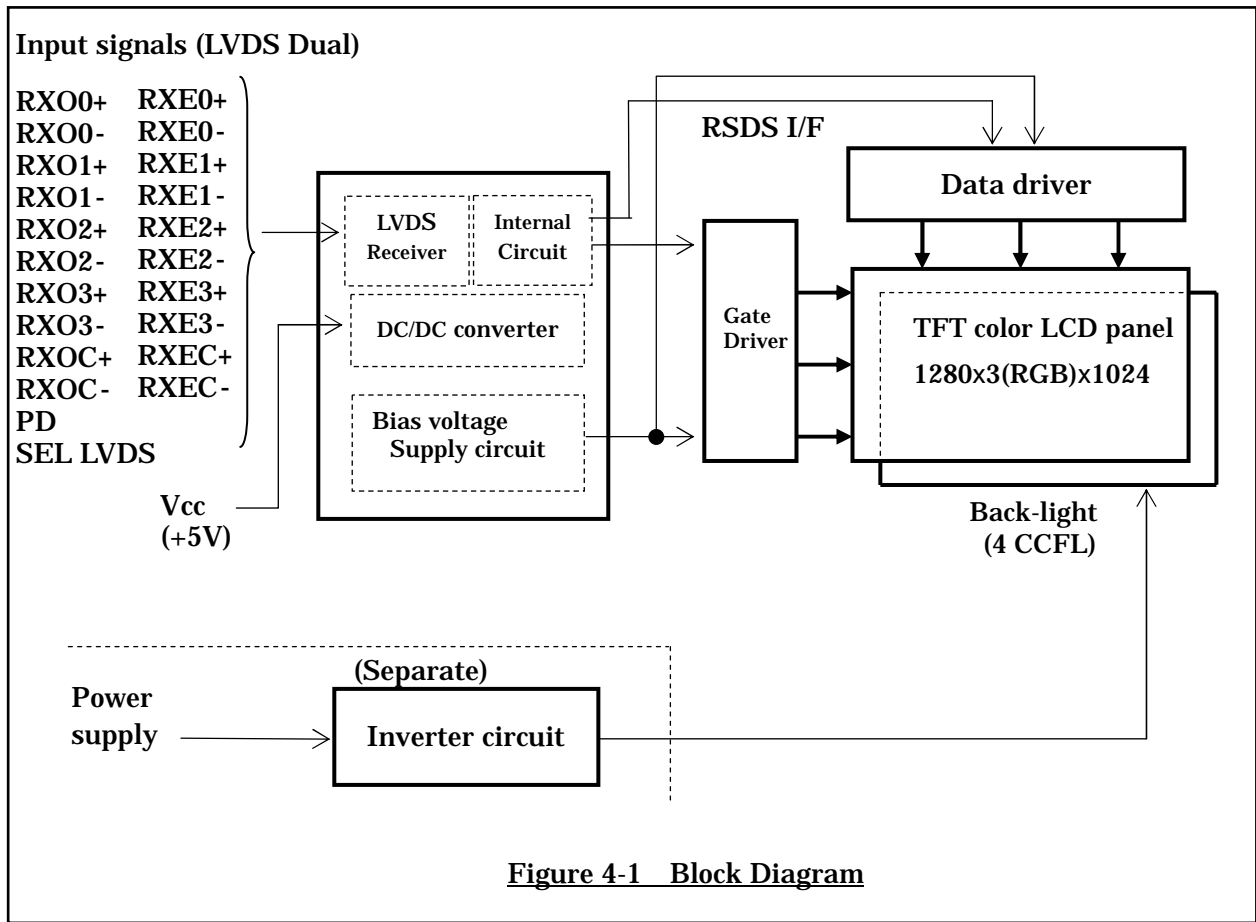 Input signals (LVDS Dual)
RXO0+ RXE0+
RXO0- RXE0-
RXO1+ RXE1+
RXO1- RXE1-
RXO2+ RXE2+
RXO2- RXE2-
RXO3+ RXE3+
RXO3- RXE3-
RXOC+ RXEC+
RXOC- RXEC-
PD
SEL LVDS
Vcc
(+5V)
LVDS
Receiver
Internal
Circuit
DC/DC converter
Bias voltage
Supply circuit
RSDS I/F
Data driver
Gate
Driver
TFT color LCD panel
1280x3(RGB)x1024
Back-light
(4 CCFL)
(Separate)
Power
supply
Inverter circuit
Figure 4-1 Block Diagram